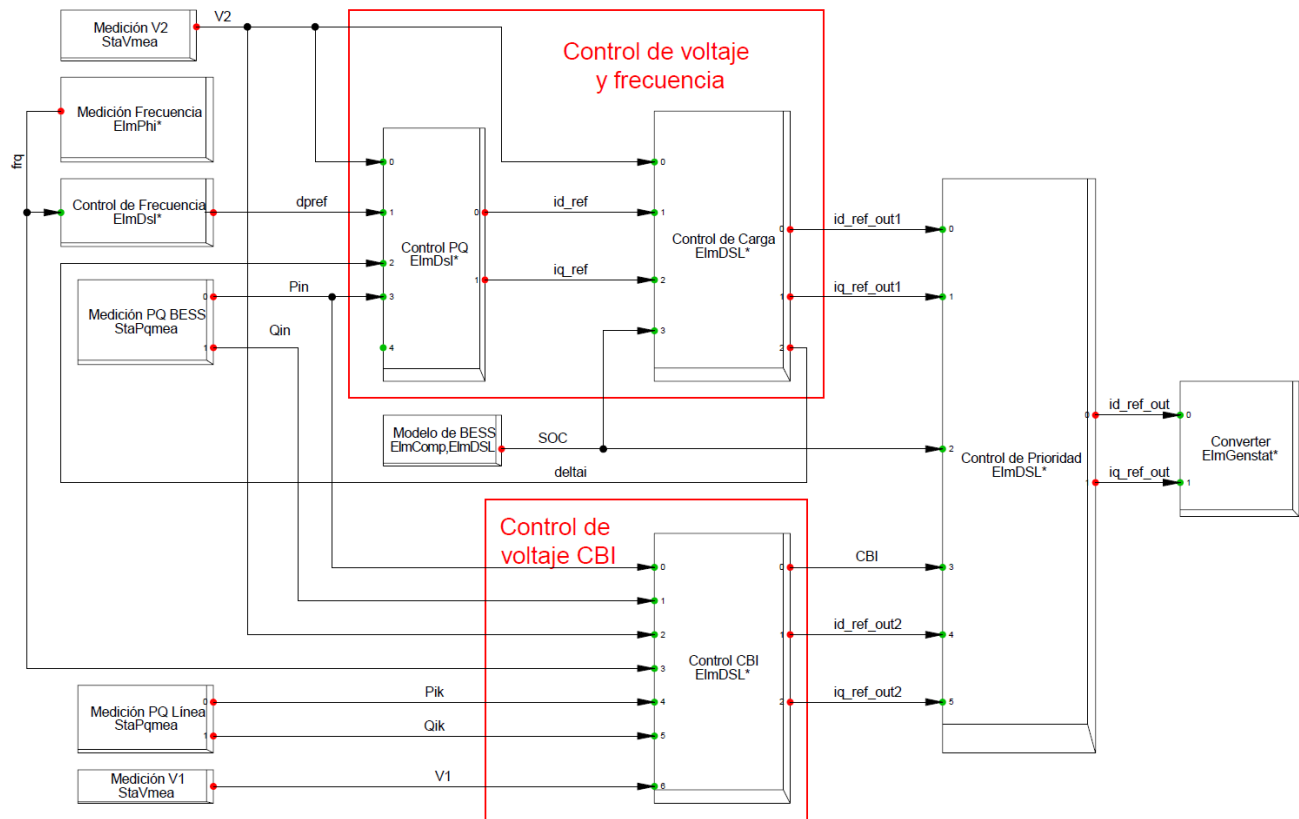 Medición V2
StaVmea
V2
Control de voltaje
y frecuencia
Medición Frecuencia
ElmPhi*
frq
Control de Frecuencia
ElmDsl*
dpref
0
1
2
3
4
Control PQ
ElmDsl*
0
1
id_ref
iq_ref
0
1
2
3
Control de Carga
ElmDSL*
0
1
2
id_ref_out1
iq_ref_out1
Medición PQ BESS
StaPqmea
0
1
Pin
Qin
Modelo de BESS
ElmComp,ElmDSL
SOC
deltai
0
1
2
3
4
5
Control de Prioridad
ElmDSL*
0
1
id_ref_out
iq_ref_out
0
1
Converter
ElmGenstat*
Control de
voltaje CBI
0
1
2
3
4
5
6
Control CBI
ElmDSL*
0
1
2
CBI
id_ref_out2
iq_ref_out2
Medición PQ Línea
StaPqmea
0
1
Pik
Qik
Medición V1
StaVmea
V1